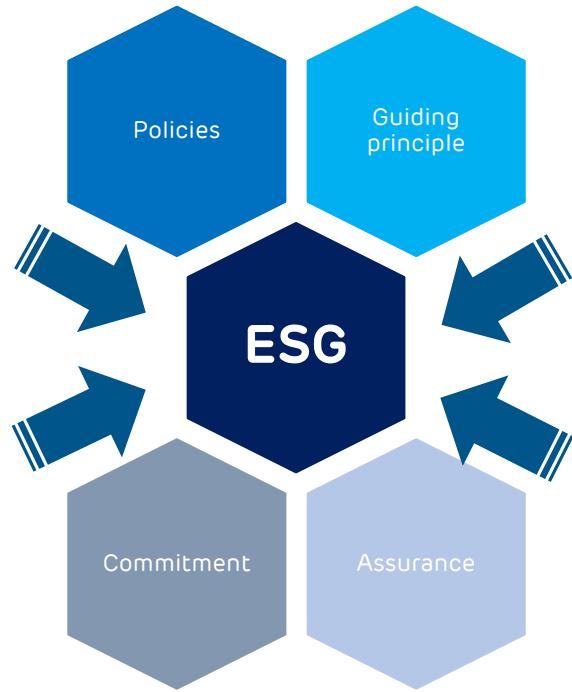 Policies
Guiding
principle
ESG
Commitment
Assurance